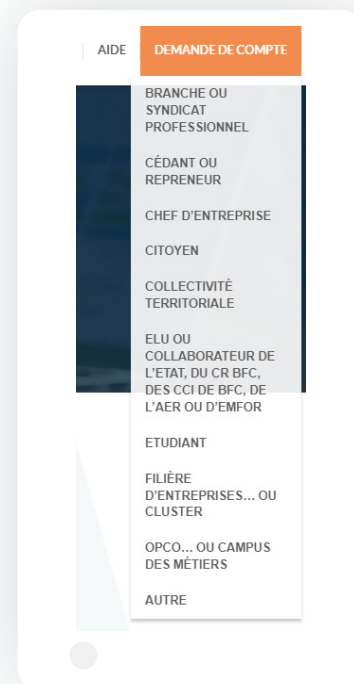 AIDE
DEMANDE DE COMPTE
BRANCHE OU
SYNDICAT
PROFESSIONNEL
CÉDANT OU
REPRENEUR
CHEF D'ENTREPRISE
CITOYEN
COLLECTIVITÉ
TERRITORIALE
ELU OU
COLLABORATEUR DE
L'ETAT, DU CR BFC,
DES CCI DE BFC, DE
L'AER OU D'EMFOR
ETUDIANT
FILIÈRE
D'ENTREPRISES... OU
CLUSTER
OPCO... OU CAMPUS
DES MÉTIERS
AUTRE